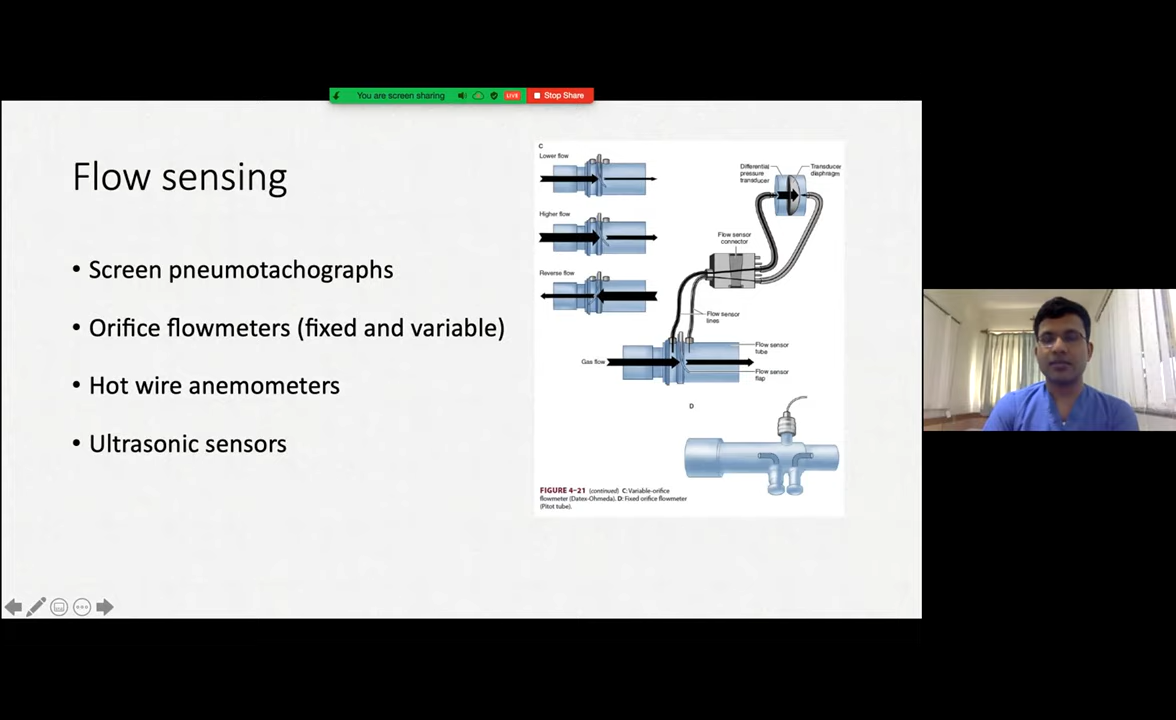 You are screen sharing
LIVE
Stop Share
Flow sensing
• Screen pneumotachographs
• Orifice flowmeters (fixed and variable)
• Hot wire anemometers
• Ultrasonic sensors
C
Lower flow
Higher flow
Reverse flow
Differential
pressure
transducer
Transducer
diaphragm
Flow sensor
connector
Flow sensor
lines
Gas flow
Flow sensor
tube
Flow sensor
flap
D
FIGURE 4–21 (continued) C: Variable-orifice
flowmeter (Datex-Ohmeda). D: Fixed orifice flowmeter
(Pitot tube).